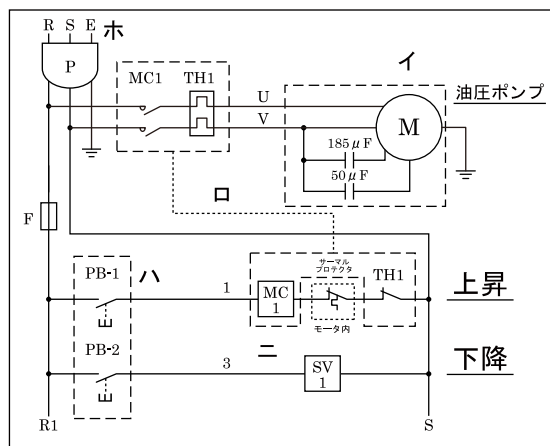 R S E ホ
P
MC1 TH1
イ
油圧ポンプ
U
V
M
185μF
50μF
ロ
F
PB-1
ハ
1
MC
1
サーマル
プロテクタ
モータ内
TH1
上昇
PB-2
ニ
3
SV
1
下降
R1
S